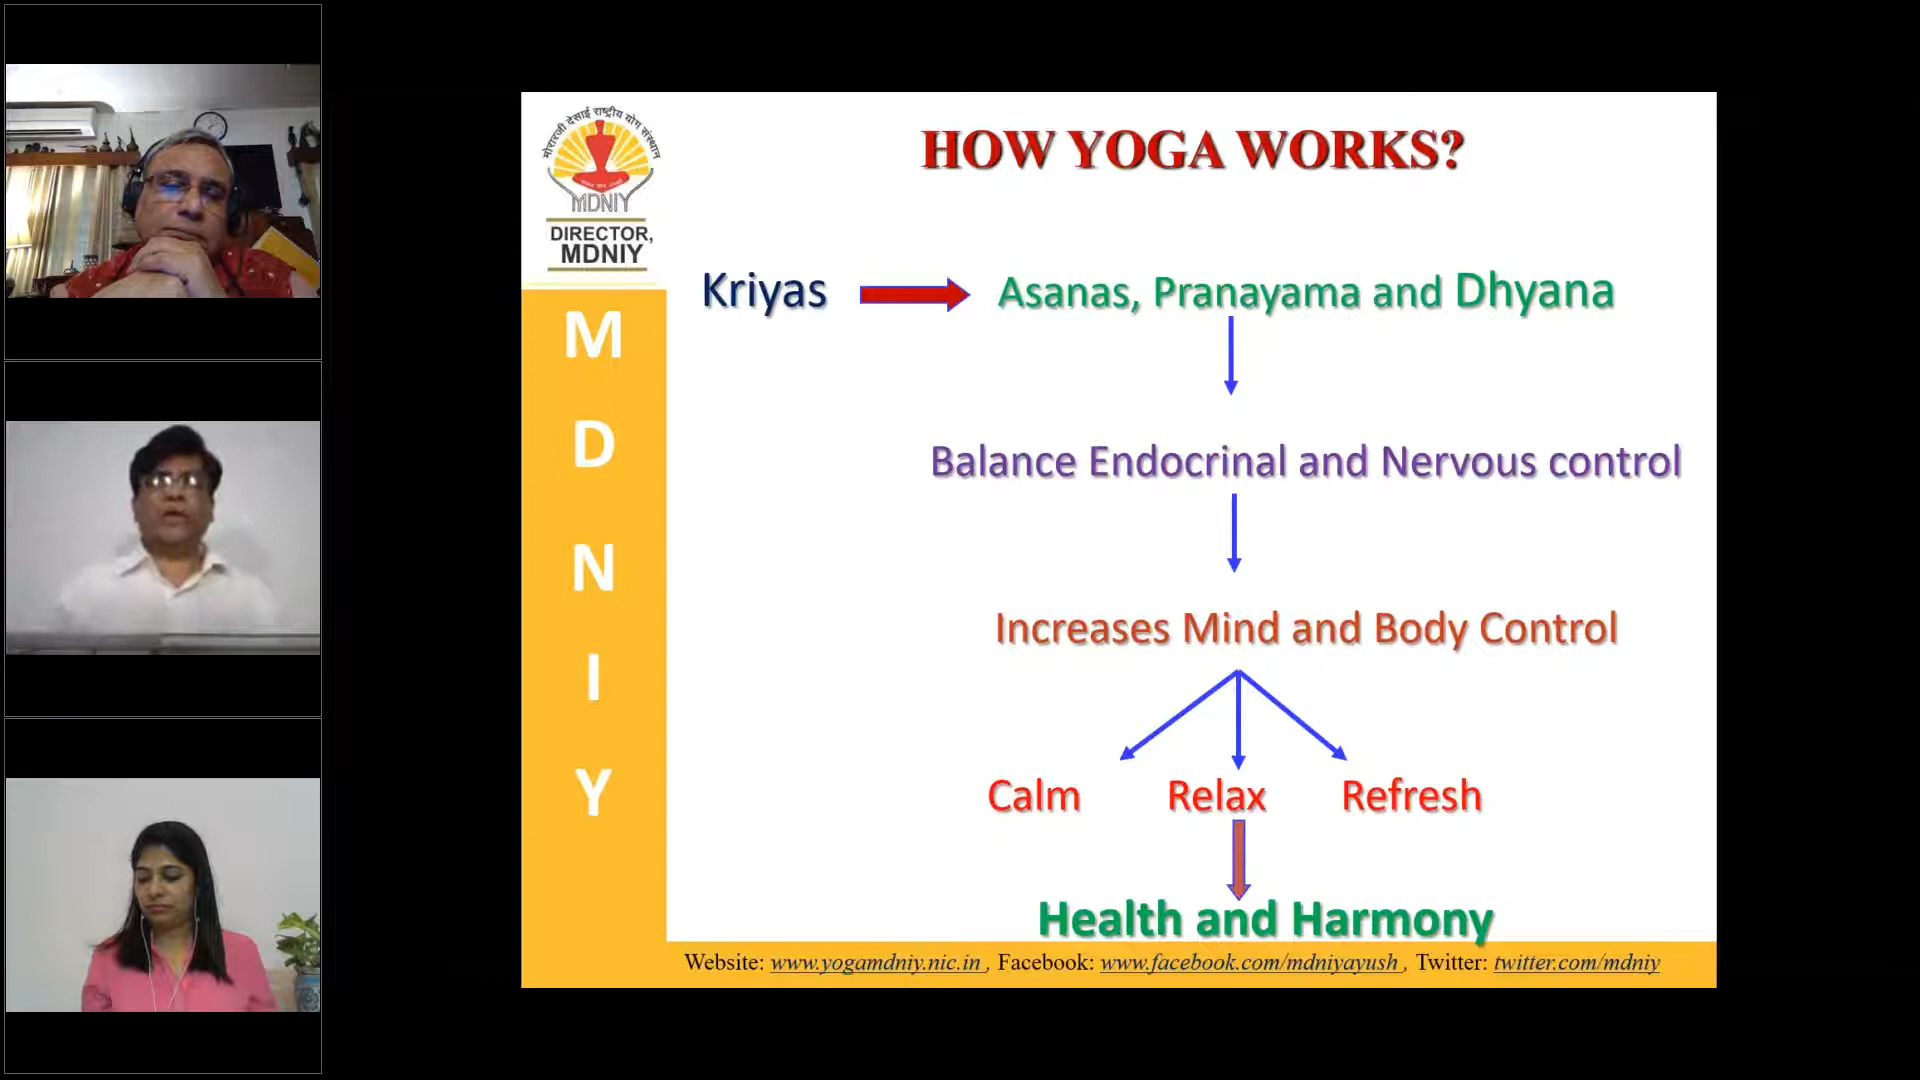 मोरारजी देसाई राष्ट्रीय योग संस्थान
MDNIY
DIRECTOR,
MDNIY
M
D
N
I
Y
HOW YOGA WORKS?
Kriyas
Asanas, Pranayama and Dhyana
Balance Endocrinal and Nervous control
Increases Mind and Body Control
Calm Relax Refresh
Health and Harmony
Website: www.yogamdniy.nic.in , Facebook: www.facebook.com/mdniyayush , Twitter: twitter.com/mdniy